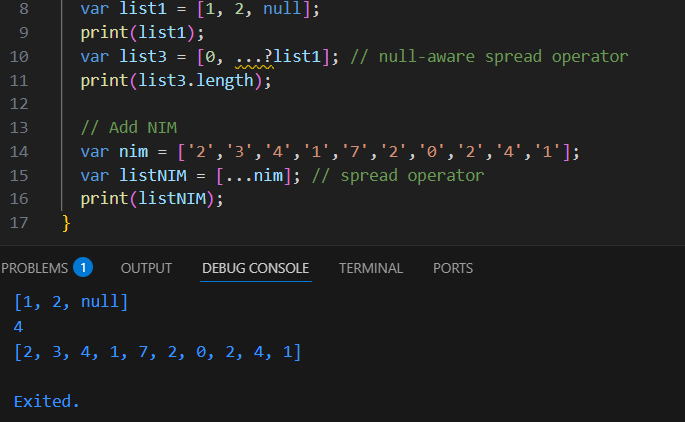 8 var list1 = [1, 2, null];
9 print(list1);
10 var list3 = [0, ...?list1]; // null-aware spread operator
11 print(list3.length);
12
13 // Add NIM
14 var nim = ['2','3','4','1','7','2','0','2','4','1'];
15 var listNIM = [...nim]; // spread operator
16 print(listNIM);
17 }
PROBLEMS 1 OUTPUT DEBUG CONSOLE TERMINAL PORTS
[1, 2, null]
4
[2, 3, 4, 1, 7, 2, 0, 2, 4, 1]
Exited.